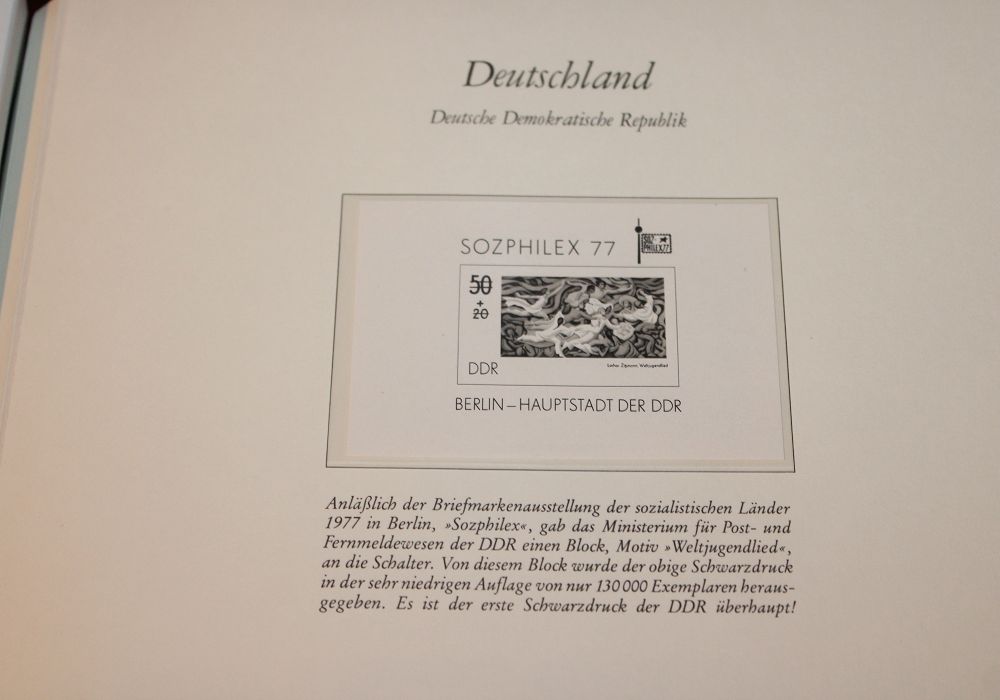 Deutschland
Deutsche Demokratische Republik
SOZPHILEX 77
SOZ
PHILEX77
50
+
20
DDR
Lothar Zitzmann, Weltjugendlied
BERLIN – HAUPTSTADT DER DDR
Anläßlich der Briefmarkenausstellung der sozialistischen Länder
1977 in Berlin, »Sozphilex«, gab das Ministerium für Post- und
Fernmeldewesen der DDR einen Block, Motiv »Weltjugendlied«,
an die Schalter. Von diesem Block wurde der obige Schwarzdruck
in der sehr niedrigen Auflage von nur 130 000 Exemplaren heraus-
gegeben. Es ist der erste Schwarzdruck der DDR überhaupt!